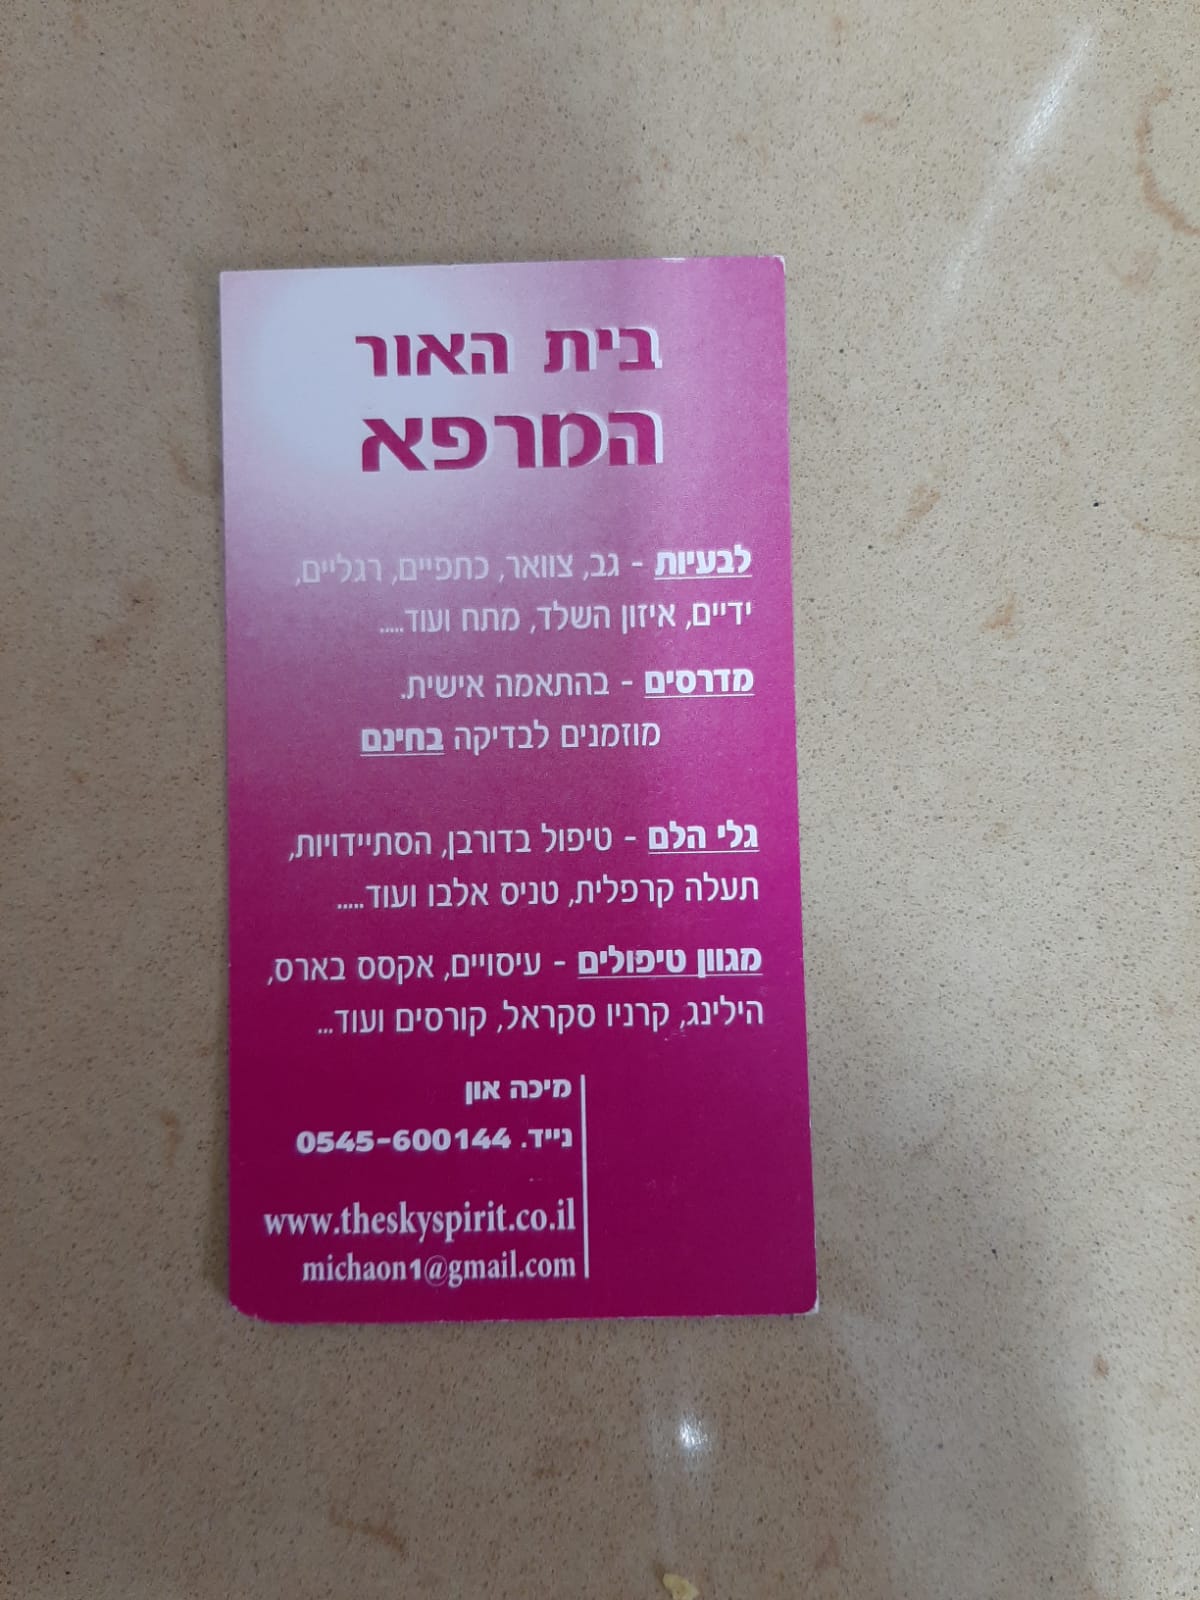 בית האור
המרפא
לבעיות - גב, צוואר, כתפיים, רגליים,
ידיים, איזון השלד, מתח ועוד.....
מדרסים - בהתאמה אישית.
מוזמנים לבדיקה בחינם
גלי הלם - טיפול בדורבן, הסתיידויות,
תעלה קרפלית, טניס אלבו ועוד.....
מגוון טיפולים - עיסויים, אקסס בארס,
הילינג, קרניו סקראל, קורסים ועוד...
מיכה און
נייד. 0545-600144
www.theskyspirit.co.il
michaon1@gmail.com